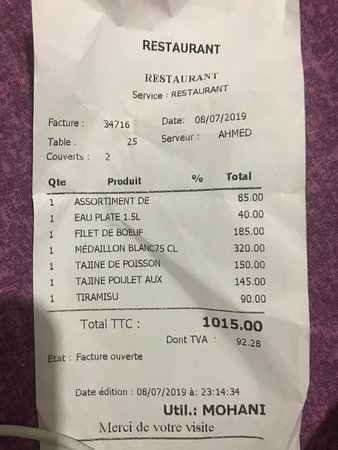 RESTAURANT
RESTAURANT
Service : RESTAURANT
Facture : 34716 Date: 08/07/2019
Table : 25 Serveur : AHMED
Couverts : 2
Qte Produit % Total
1 ASSORTIMENT DE 85.00
1 EAU PLATE 1.5L 40.00
1 FILET DE BOEUF 185.00
1 MÉDAILLON BLANC75 CL 320.00
1 TAJINE DE POISSON 150.00
1 TAJINE POULET AUX 145.00
1 TIRAMISU 90.00
Total TTC : 1015.00
Dont TVA : 92.28
Etat : Facture ouverte
Date édition : 08/07/2019 à: 23:14:34
Util.: MOHANI
Merci de votre visite